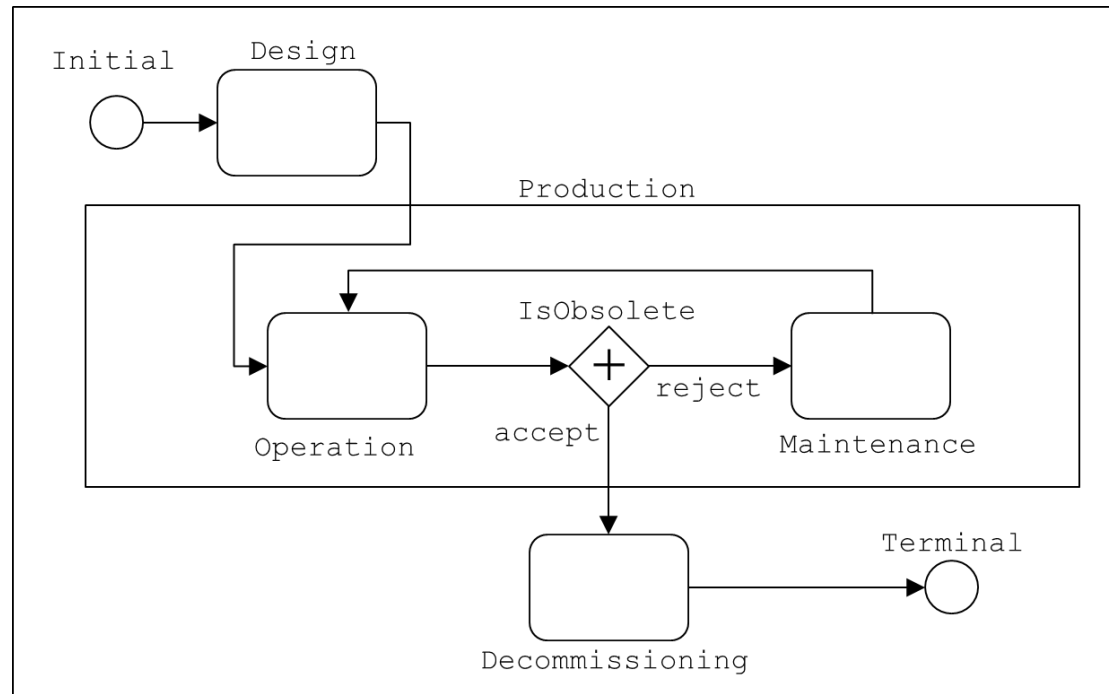 Initial
Design
Production
IsObsolete
reject
accept
Operation
Maintenance
Terminal
Decommissioning